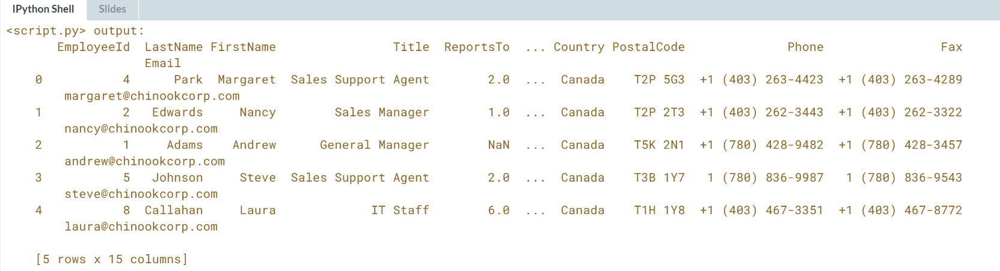 IPython Shell Slides
<script.py> output:
EmployeeId LastName FirstName Title ReportsTo ... Country PostalCode Phone Fax
Email
0 4 Park Margaret Sales Support Agent 2.0 ... Canada T2P 5G3 +1 (403) 263-4423 +1 (403) 263-4289
margaret@chinookcorp.com
1 2 Edwards Nancy Sales Manager 1.0 ... Canada T2P 2T3 +1 (403) 262-3443 +1 (403) 262-3322
nancy@chinookcorp.com
2 1 Adams Andrew General Manager NaN ... Canada T5K 2N1 +1 (780) 428-9482 +1 (780) 428-3457
andrew@chinookcorp.com
3 5 Johnson Steve Sales Support Agent 2.0 ... Canada T3B 1Y7 1 (780) 836-9987 1 (780) 836-9543
steve@chinookcorp.com
4 8 Callahan Laura IT Staff 6.0 ... Canada T1H 1Y8 +1 (403) 467-3351 +1 (403) 467-8772
laura@chinookcorp.com
[5 rows x 15 columns]